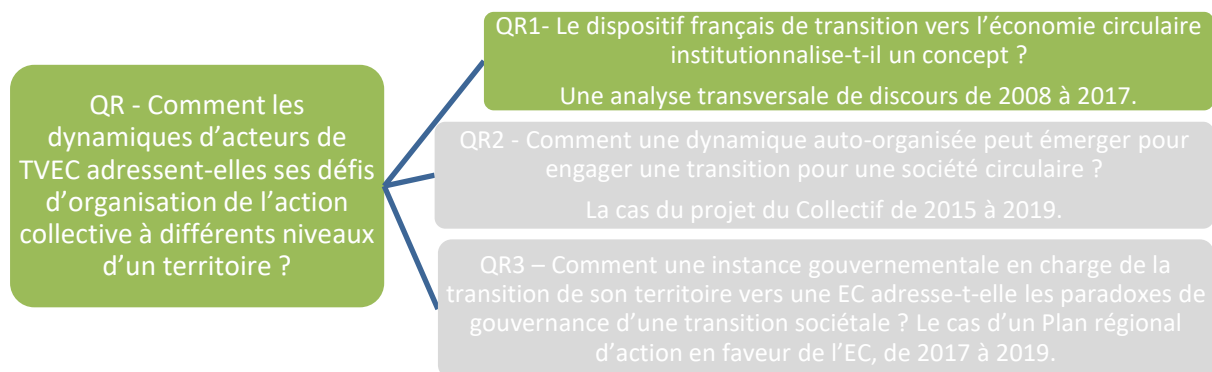 QR - Comment les
dynamiques d'acteurs de
TVEC adressent-elles ses défis
d'organisation de l'action
collective à différents niveaux
d'un territoire ?
QR1- Le dispositif français de transition vers l'économie circulaire
institutionnalise-t-il un concept ?
Une analyse transversale de discours de 2008 à 2017.
QR2 - Comment une dynamique auto-organisée peut émerger pour
engager une transition pour une société circulaire ?
La cas du projet du Collectif de 2015 à 2019.
QR3 – Comment une instance gouvernementale en charge de la
transition de son territoire vers une EC adresse-t-elle les paradoxes de
gouvernance d'une transition sociétale ? Le cas d'un Plan régional
d'action en faveur de l'EC, de 2017 à 2019.